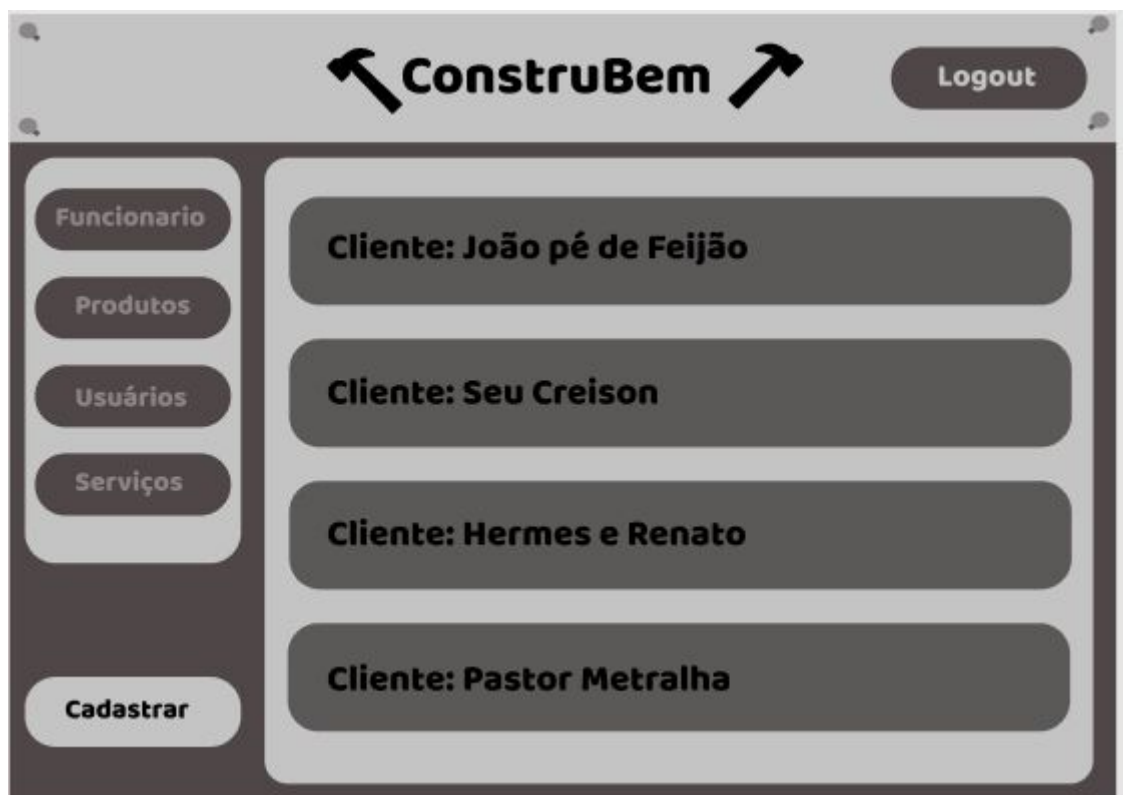 ConstruBem
Logout
Funcionario
Produtos
Usuários
Serviços
Cadastrar
Cliente: João pé de Feijão
Cliente: Seu Creison
Cliente: Hermes e Renato
Cliente: Pastor Metralha